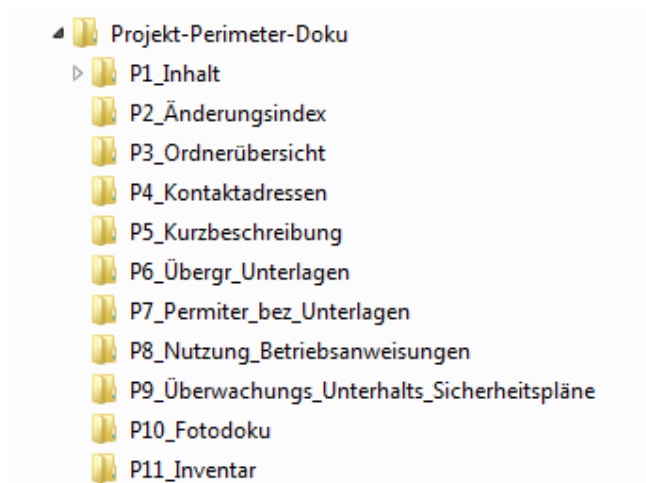 Projekt-Perimeter-Doku
P1_Inhalt
P2_Änderungsindex
P3_Ordnerübersicht
P4_Kontaktadressen
P5_Kurzbeschreibung
P6_Übergr_Unterlagen
P7_Permiter_bez_Unterlagen
P8_Nutzung_Betriebsanweisungen
P9_Überwachungs_Unterhalts_Sicherheitspläne
P10_Fotodoku
P11_Inventar